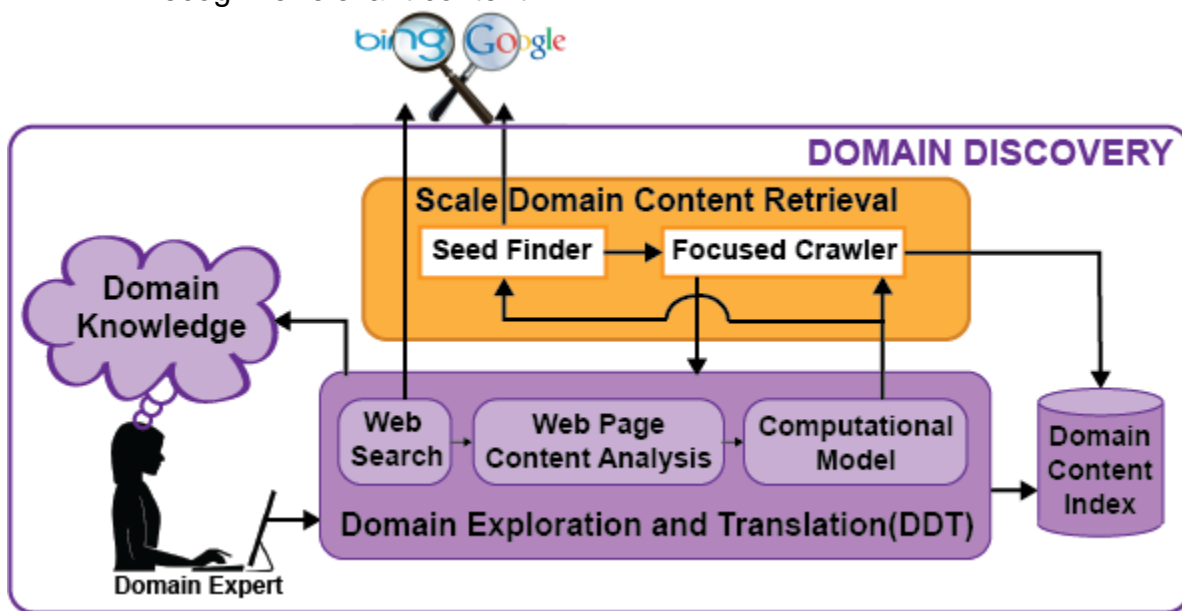 bing Google
DOMAIN DISCOVERY
Scale Domain Content Retrieval
Seed Finder
Focused Crawler
Domain
Knowledge
Web
Search
Web Page
Content Analysis
Computational
Model
Domain Exploration and Translation(DDT)
Domain
Content
Index
Domain Expert